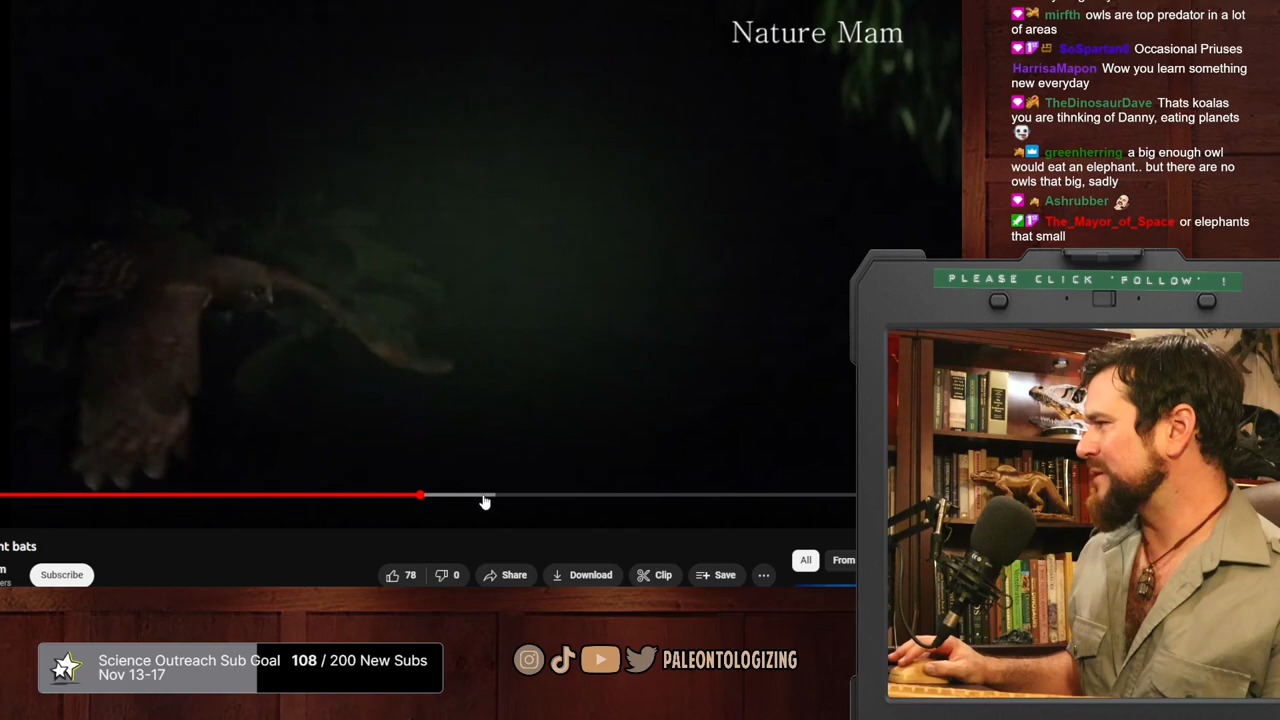 Nature Mam
mirfth owls are top predator in a lot
of areas
SoSpartan6 Occasional Priuses
HarrisaMapon Wow you learn something
new everyday
TheDinosaurDave Thats koalas
you are tihnking of Danny, eating planets
greenherring a big enough owl
would eat an elephant.. but there are no
owls that big, sadly
Ashrubber
The_Mayor_of_Space or elephants
that small
PLEASE CLICK 'FOLLOW' !
nt bats
m
ers
Subscribe
78
0
Share
Download
Clip
Save
All
From
Science Outreach Sub Goal 108 / 200 New Subs
Nov 13-17
PALEONTOLOGIZING